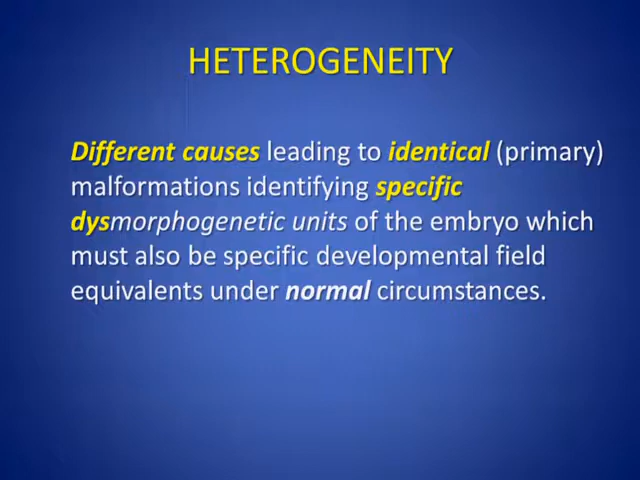 HETEROGENEITY
Different causes leading to identical (primary)
malformations identifying specific
dysmorphogenetic units of the embryo which
must also be specific developmental field
equivalents under normal circumstances.